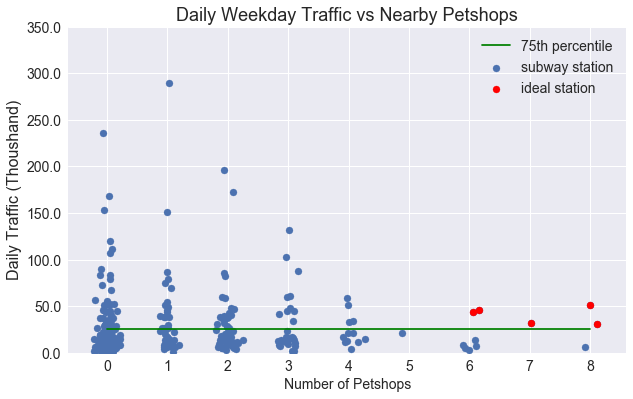 Daily Weekday Traffic vs Nearby Petshops
350.0
300.0
250.0
200.0
150.0
100.0
50.0
0.0
Daily Traffic (Thoushand)
75th percentile
subway station
ideal station
0 1 2 3 4 5 6 7 8
Number of Petshops